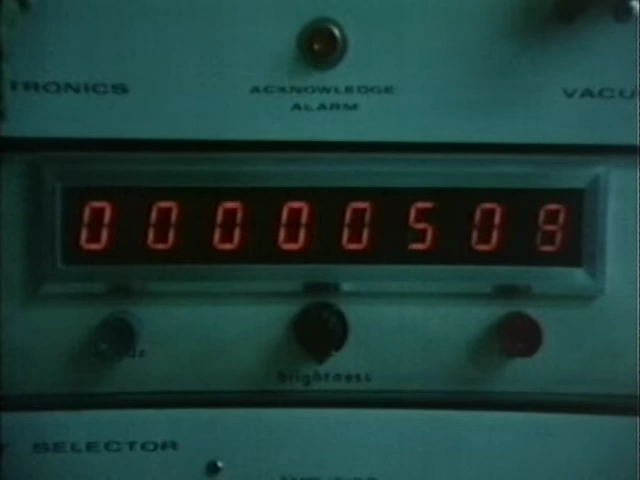 TRONICS
ACKNOWLEDGE
ALARM
VACU
00000508
brightness
SELECTOR